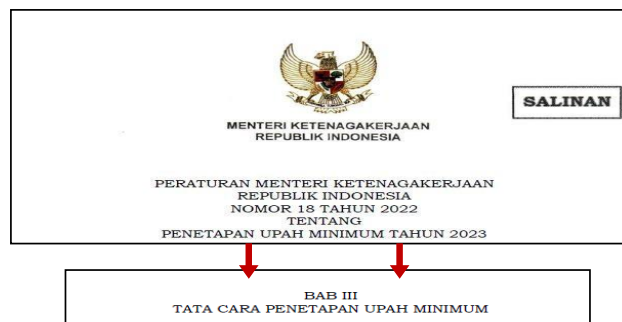 SALINAN
MENTERI KETENAGAKERJAAN
REPUBLIK INDONESIA
PERATURAN MENTERI KETENAGAKERJAAN
REPUBLIK INDONESIA
NOMOR 18 TAHUN 2022
TENTANG
PENETAPAN UPAH MINIMUM TAHUN 2023
BAB III
TATA CARA PENETAPAN UPAH MINIMUM